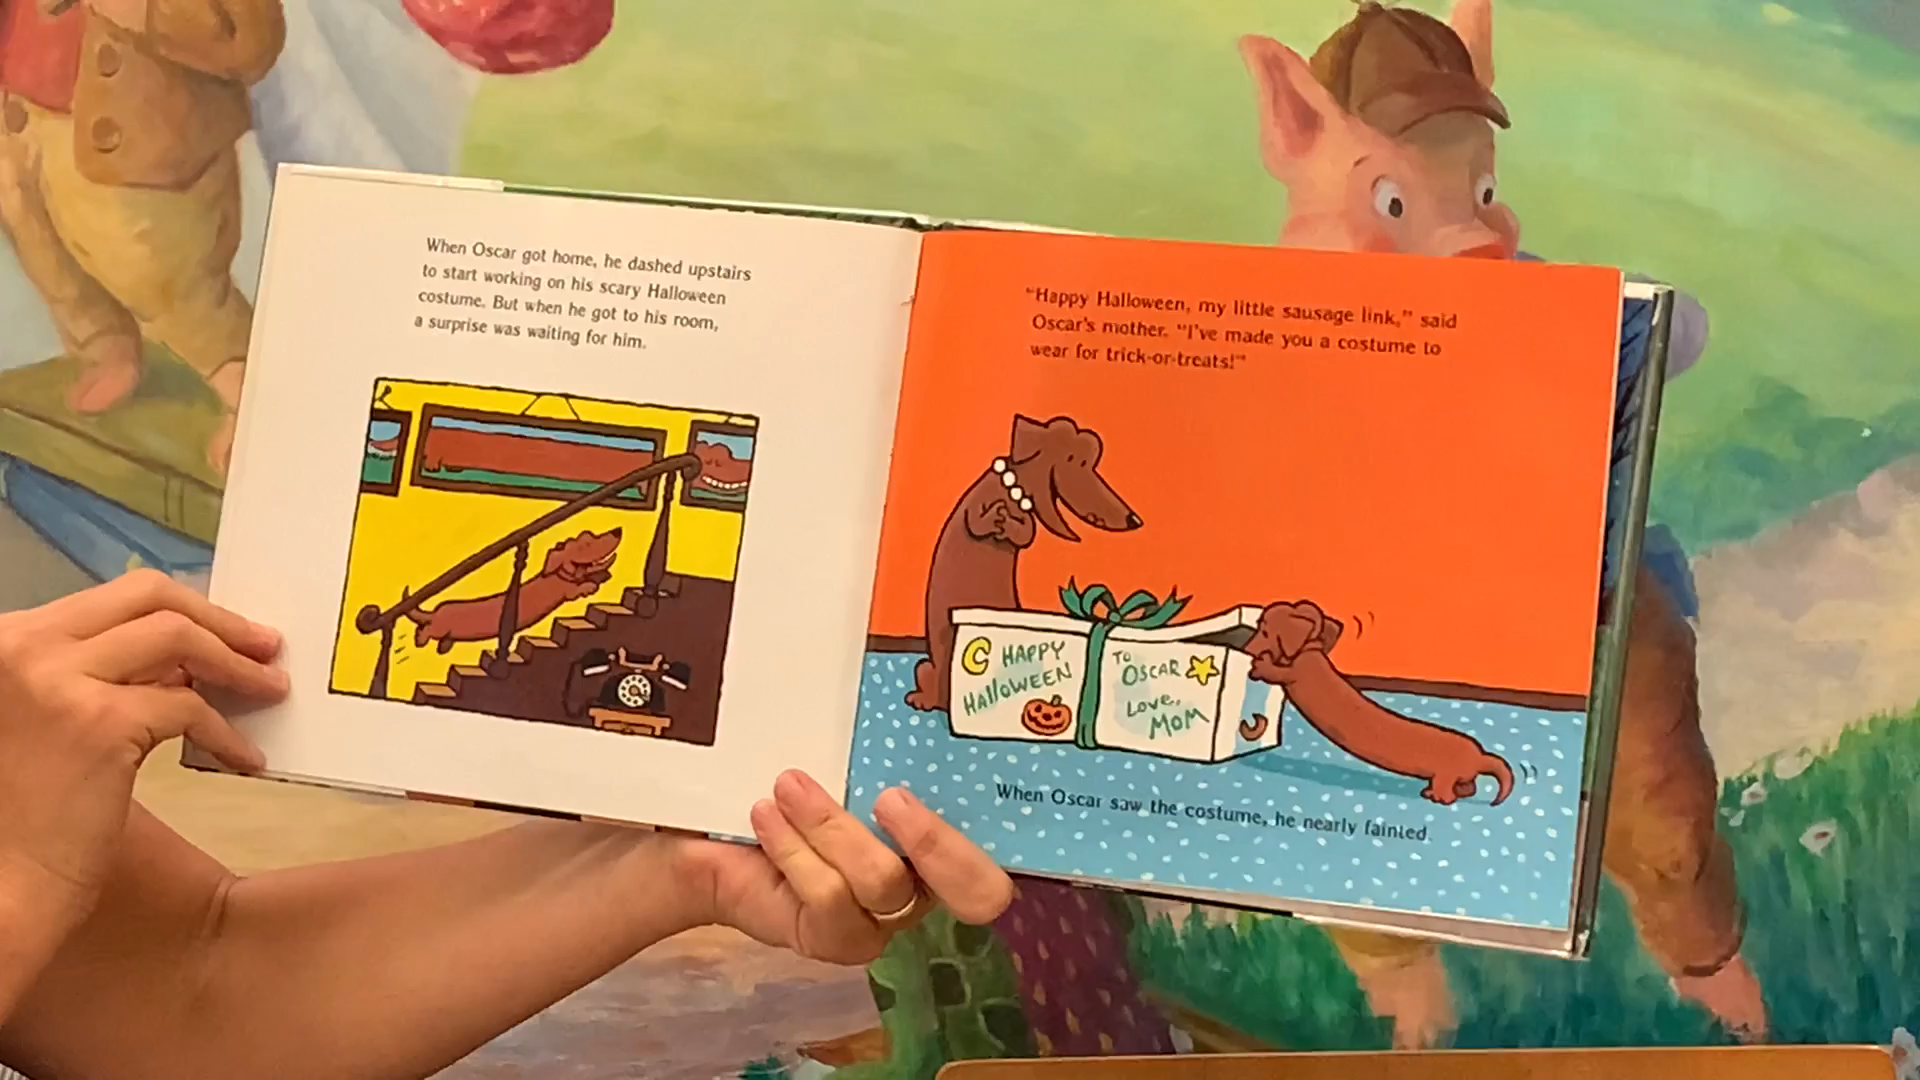 When Oscar got home, he dashed upstairs
to start working on his scary Halloween
costume. But when he got to his room,
a surprise was waiting for him.
"Happy Halloween, my little sausage link," said
Oscar's mother. "I've made you a costume to
wear for trick-or-treats!"
HAPPY
HALLOWEEN
TO
OSCAR
LOVE,
MOM
When Oscar saw the costume, he nearly fainted.